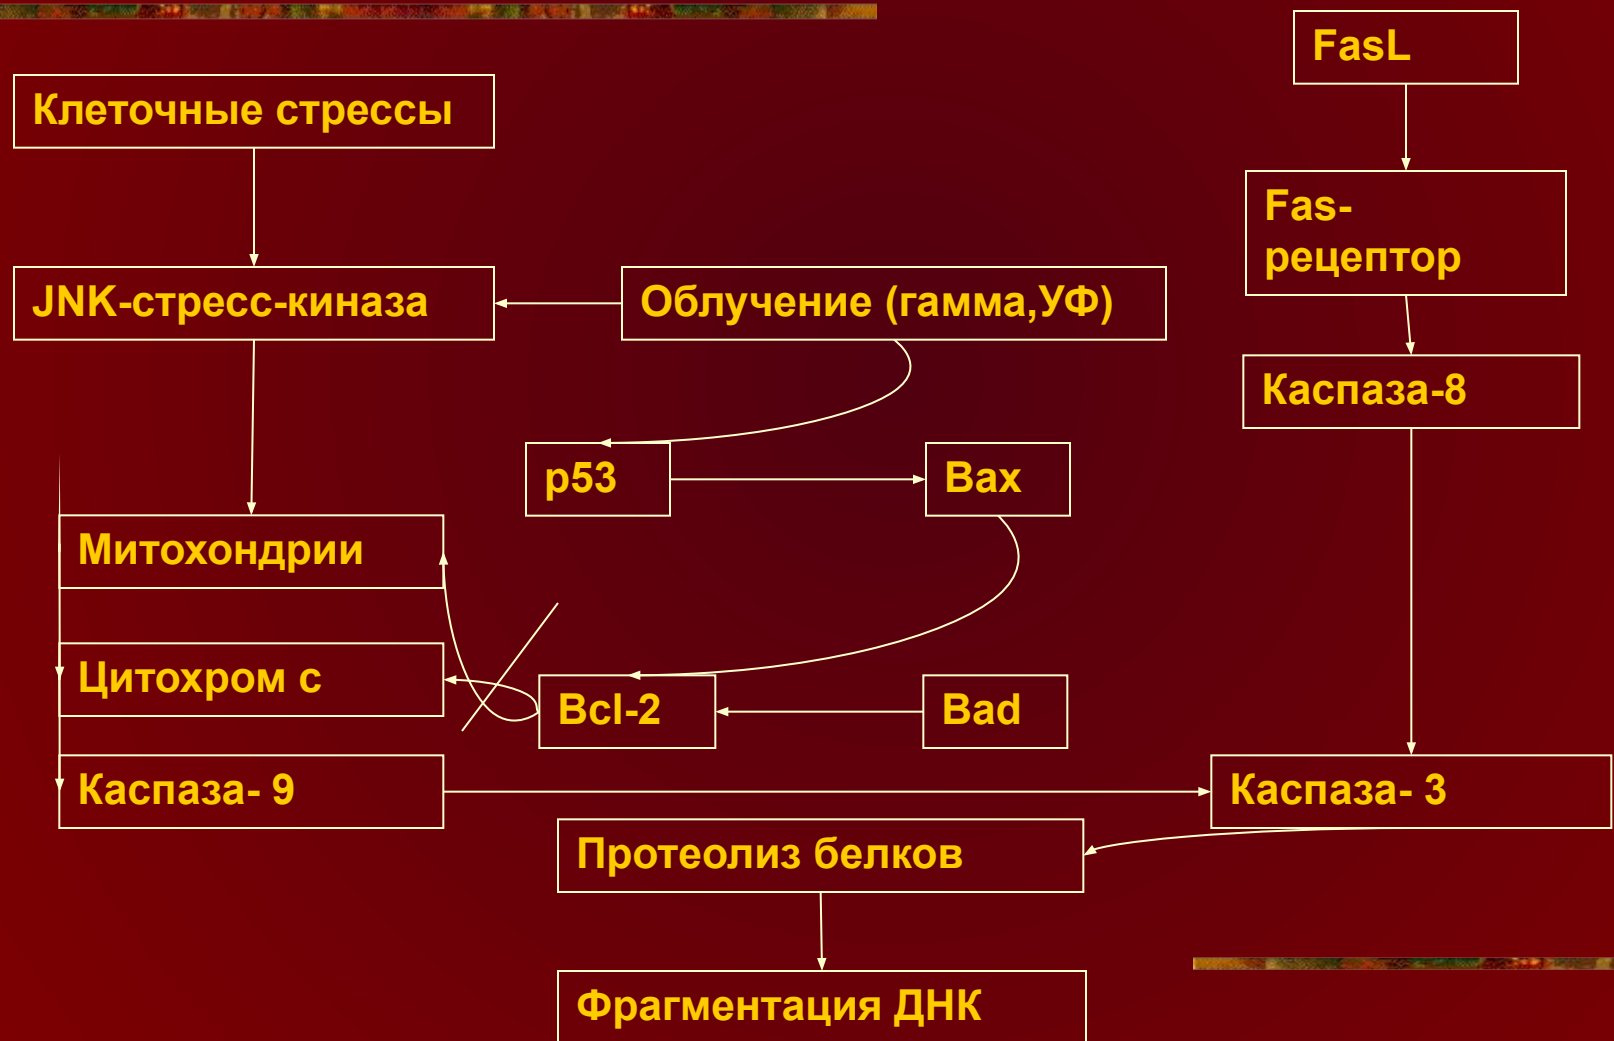 FasL
Клеточные стрессы
Fas-
рецептор
JNK-стресс-киназа
Облучение (гамма,УФ)
Каспаза-8
p53
Bax
Митохондрии
Цитохром с
Bcl-2
Bad
Каспаза- 9
Каспаза- 3
Протеолиз белков
Фрагментация ДНК